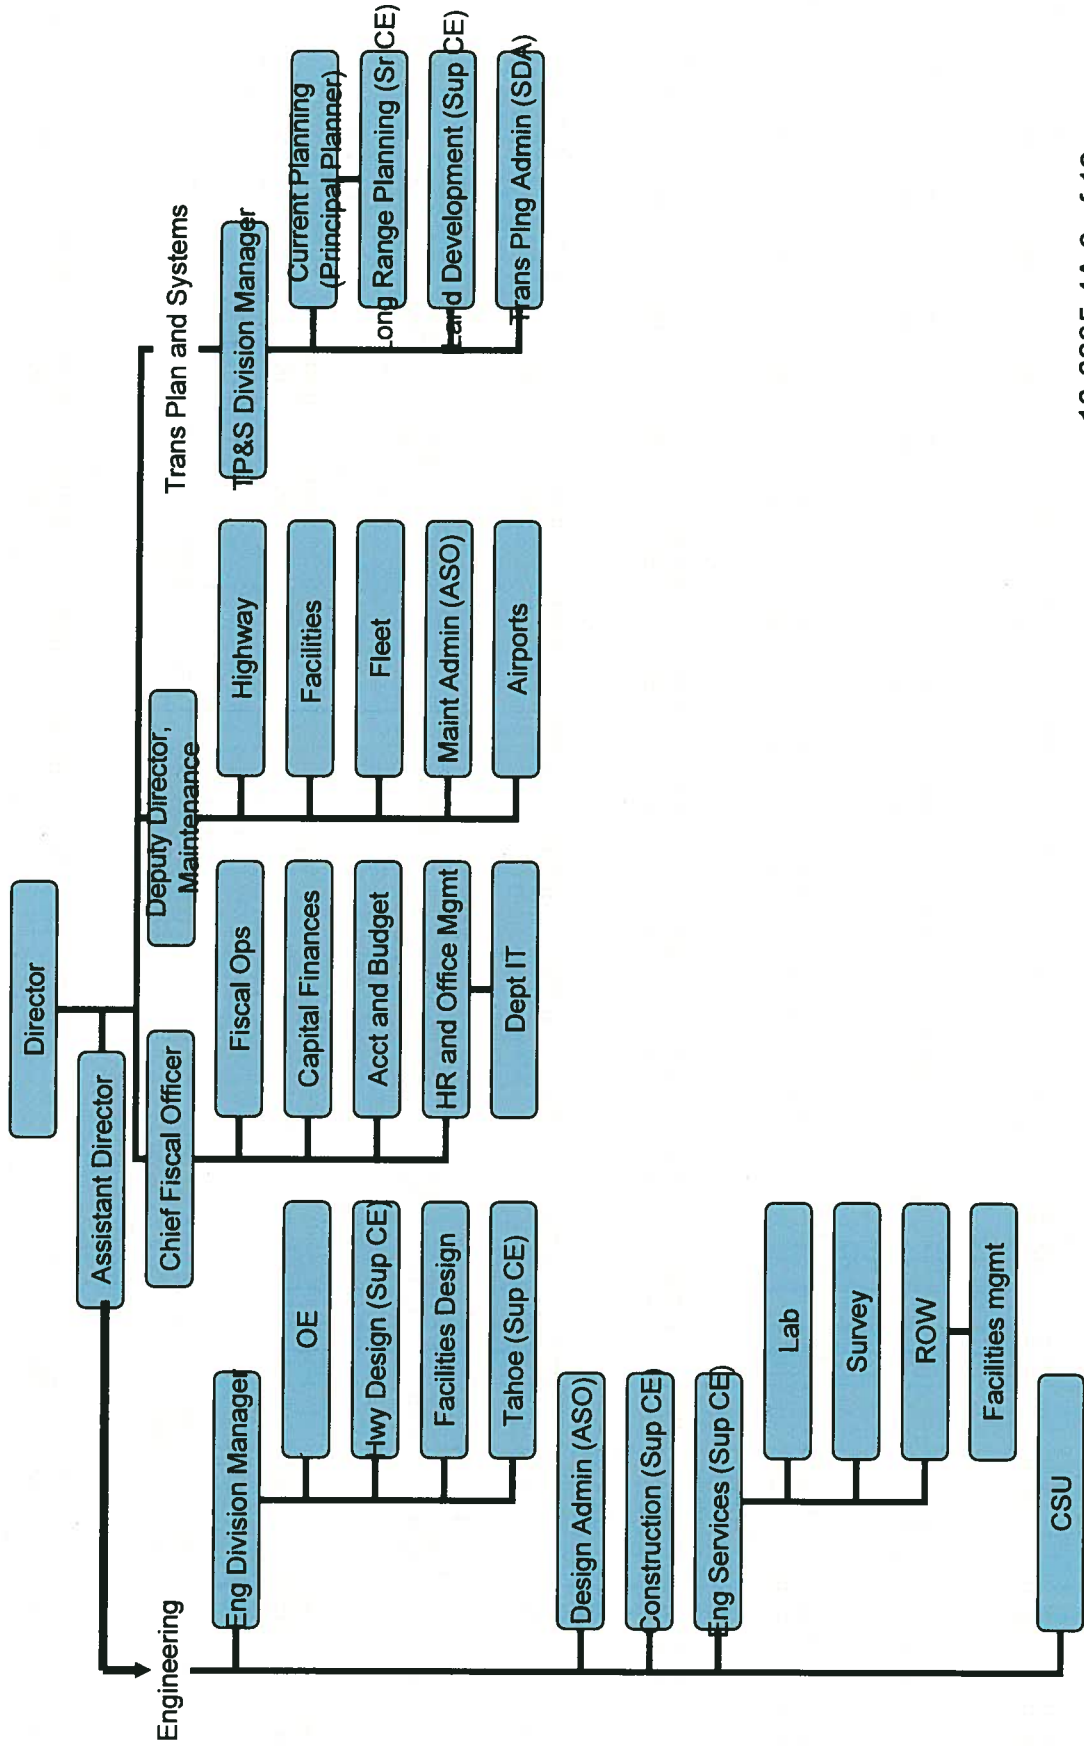 Director
Assistant Director
Engineering
Eng Division Manager
OE
Hwy Design (Sup CE)
Facilities Design
Tahoe (Sup CE)
Design Admin (ASO)
Construction (Sup CE)
Eng Services (Sup CE)
Lab
Survey
ROW
Facilities mgmt
CSU
Chief Fiscal Officer
Fiscal Ops
Capital Finances
Acct and Budget
HR and Office Mgmt
Dept IT
Deputy Director,
Maintenance
Highway
Facilities
Fleet
Maint Admin (ASO)
Airports
Trans Plan and Systems
TP&S Division Manager
Current Planning
(Principal Planner)
Long Range Planning (Sr CE)
Land Development (Sup CE)
Trans Plng Admin (SDA)